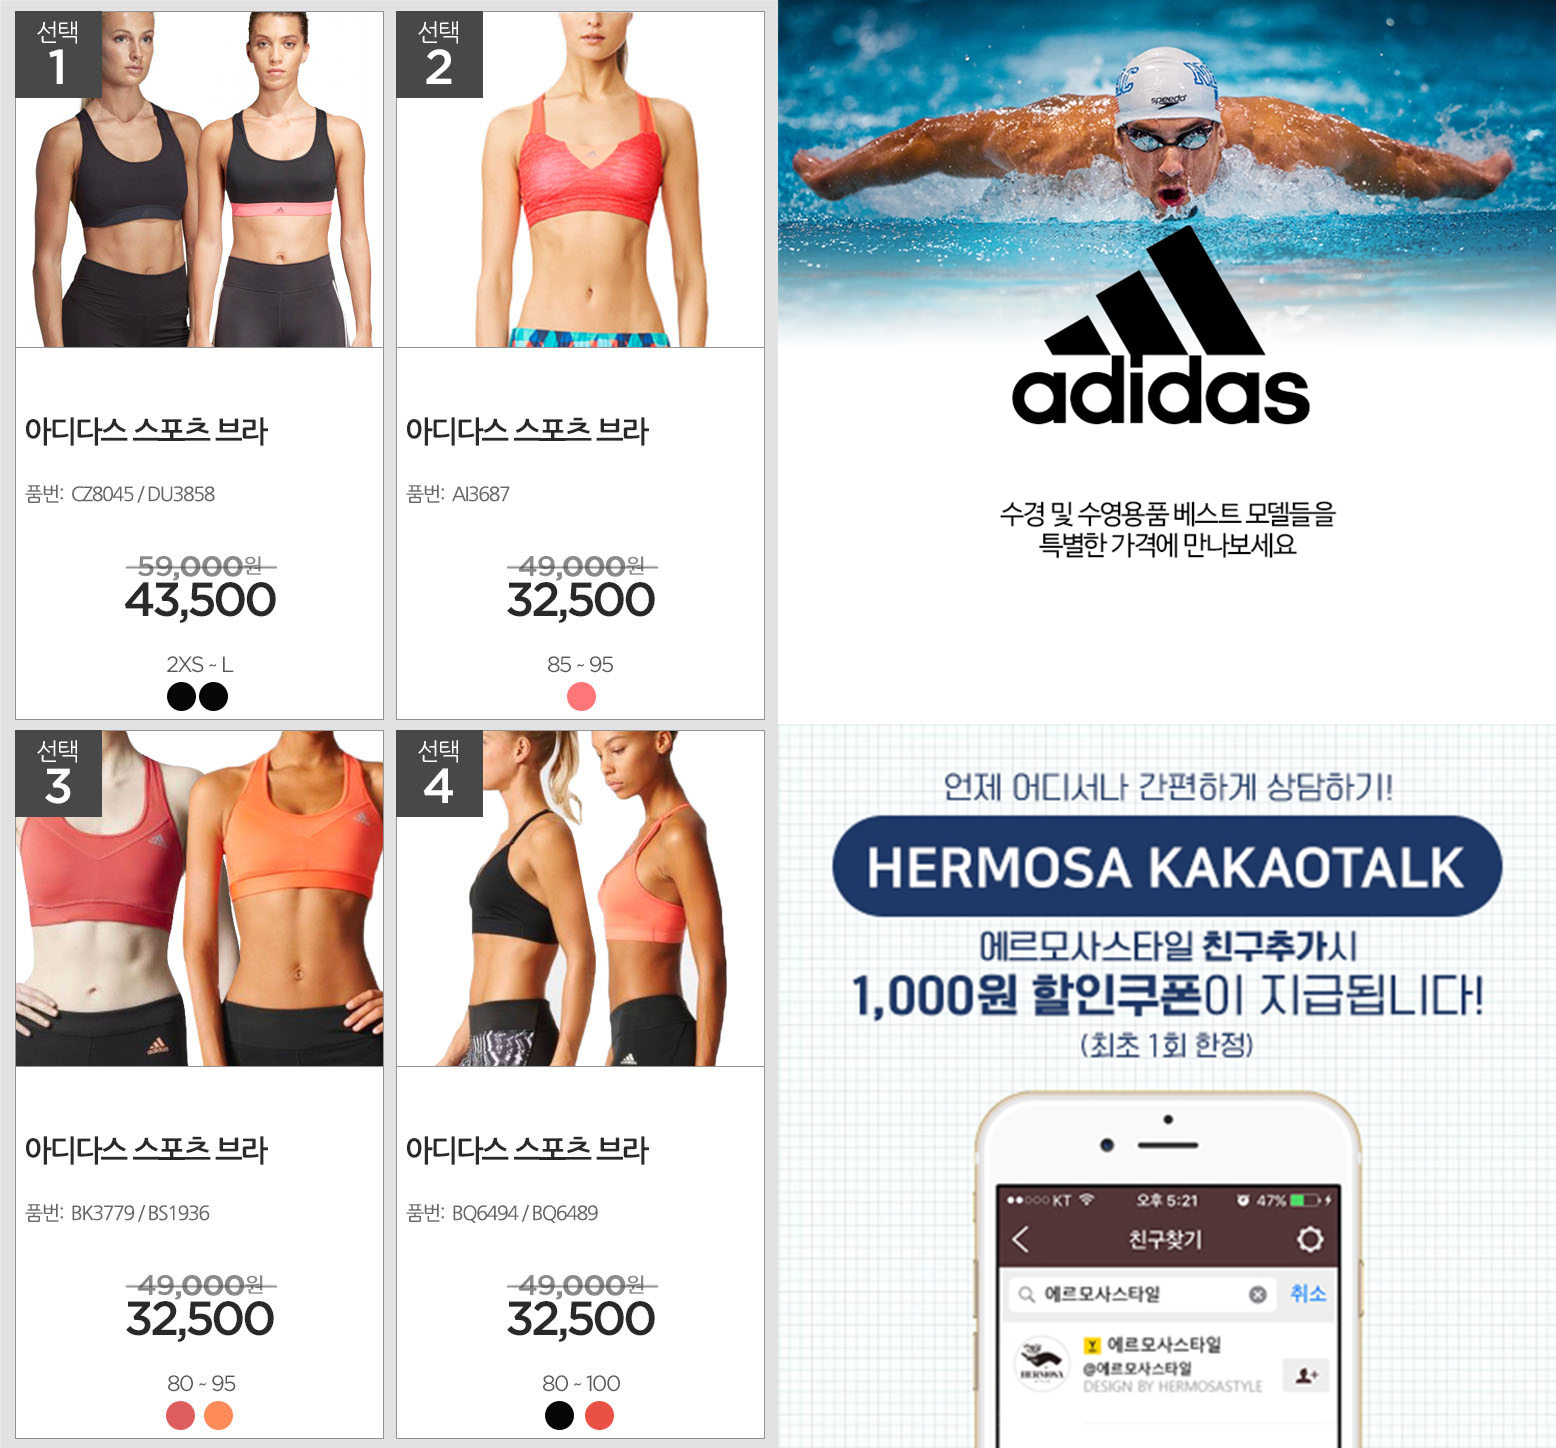 선택
1
아디다스 스포츠 브라
품번: CZ8045 / DU3858
59,000원
43,500
2XS ~ L
선택
2
아디다스 스포츠 브라
품번: AI3687
49,000원
32,500
85 ~ 95
선택
3
아디다스 스포츠 브라
품번: BK3779 / BS1936
49,000원
32,500
80 ~ 95
선택
4
아디다스 스포츠 브라
품번: BQ6494 / BQ6489
49,000원
32,500
80 ~ 100
speedo
adidas
수경 및 수영용품 베스트 모델들을
특별한 가격에 만나보세요
언제 어디서나 간편하게 상담하기!
HERMOSA KAKAOTALK
에르모사스타일 친구추가시
1,000원 할인쿠폰이 지급됩니다!
(최초 1회 한정)
KT 오후 5:21 47%
친구찾기
에르모사스타일 취소
에르모사스타일
@에르모사스타일
DESIGN BY HERMOSASTYLE
HERMOSA